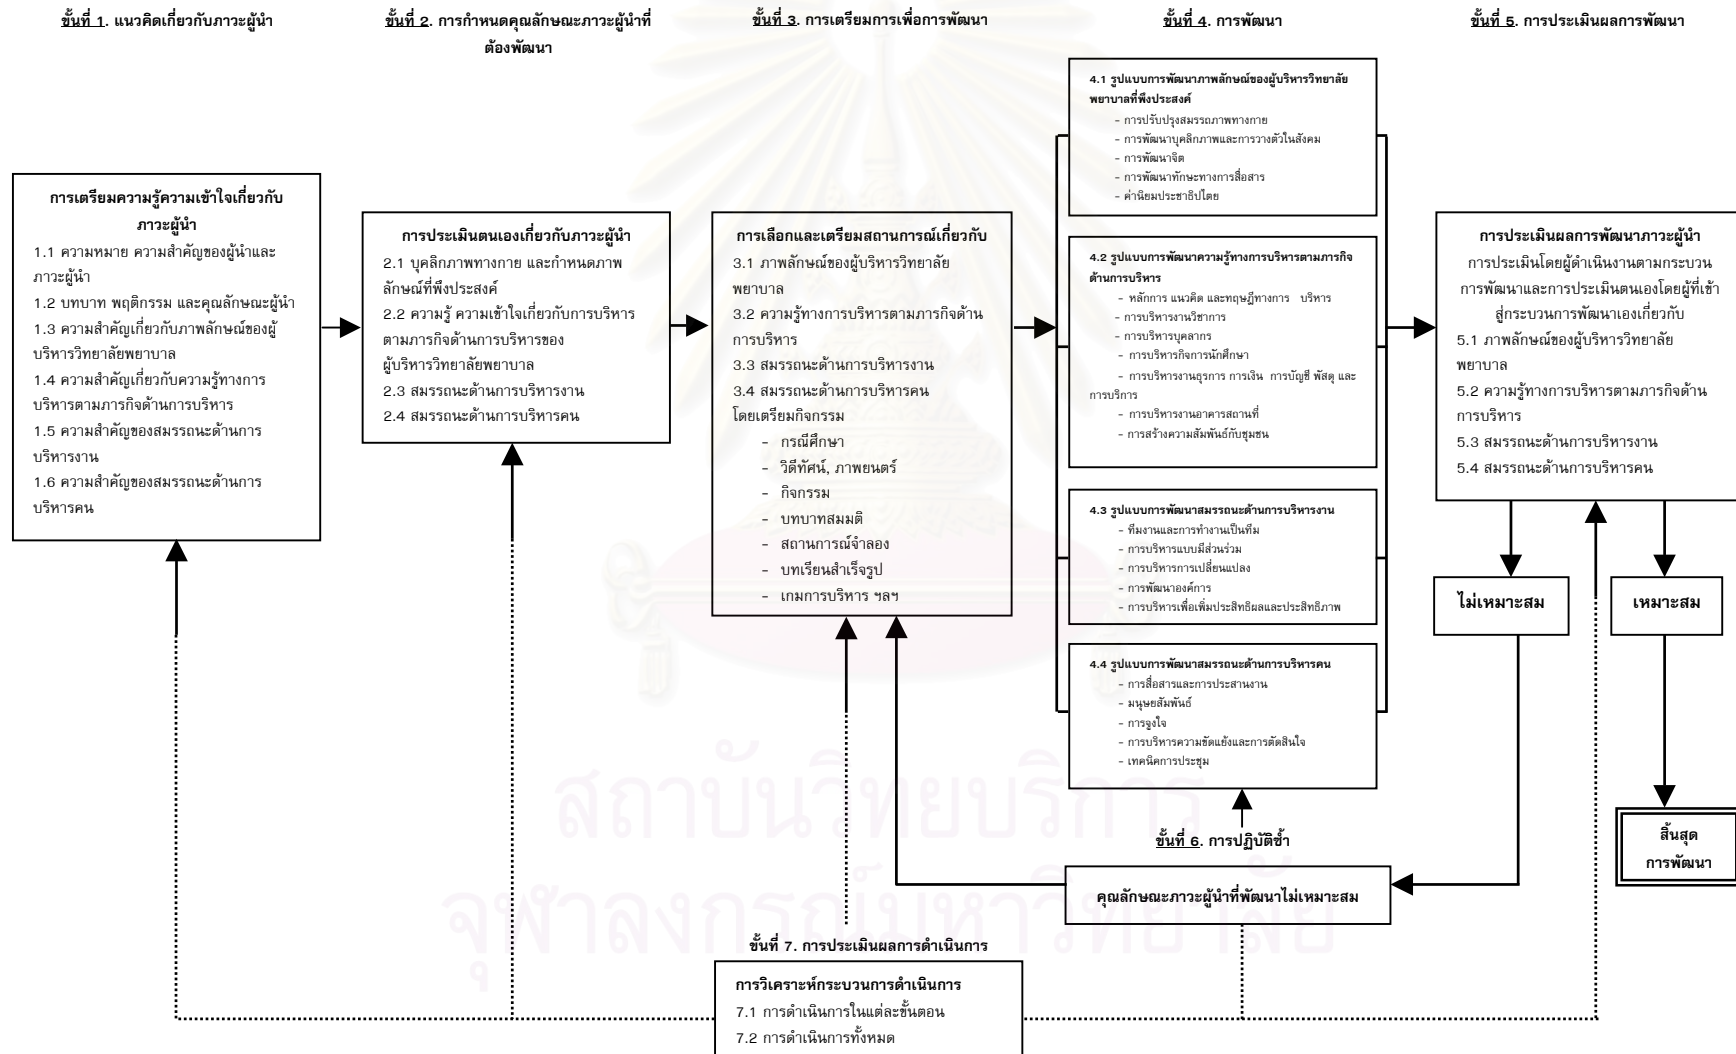 ขั้นที่ 1. แนวคิดเกี่ยวกับภาวะผู้นำ
ขั้นที่ 2. การกำหนดคุณลักษณะภาวะผู้นำที่
ต้องพัฒนา
ขั้นที่ 3. การเตรียมการเพื่อการพัฒนา
ขั้นที่ 4. การพัฒนา
ขั้นที่ 5. การประเมินผลการพัฒนา
การเตรียมความรู้ความเข้าใจเกี่ยวกับ
ภาวะผู้นำ
1.1 ความหมาย ความสำคัญของผู้นำและ
ภาวะผู้นำ
1.2 บทบาท พฤติกรรม และคุณลักษณะผู้นำ
1.3 ความสำคัญเกี่ยวกับภาพลักษณ์ของผู้
บริหารวิทยาลัยพยาบาล
1.4 ความสำคัญเกี่ยวกับความรู้ทางการ
บริหารตามภารกิจด้านการบริหาร
1.5 ความสำคัญของสมรรถนะด้านการ
บริหารงาน
1.6 ความสำคัญของสมรรถนะด้านการ
บริหารคน
การประเมินตนเองเกี่ยวกับภาวะผู้นำ
2.1 บุคลิกภาพทางกาย และกำหนดภาพ
ลักษณ์ที่พึงประสงค์
2.2 ความรู้ ความเข้าใจเกี่ยวกับการบริหาร
ตามภารกิจด้านการบริหารของ
ผู้บริหารวิทยาลัยพยาบาล
2.3 สมรรถนะด้านการบริหารงาน
2.4 สมรรถนะด้านการบริหารคน
การเลือกและเตรียมสถานการณ์เกี่ยวกับ
3.1 ภาพลักษณ์ของผู้บริหารวิทยาลัย
พยาบาล
3.2 ความรู้ทางการบริหารตามภารกิจด้าน
การบริหาร
3.3 สมรรถนะด้านการบริหารงาน
3.4 สมรรถนะด้านการบริหารคน
โดยเตรียมกิจกรรม
- กรณีศึกษา
- วิดีทัศน์, ภาพยนตร์
- กิจกรรม
- บทบาทสมมติ
- สถานการณ์จำลอง
- บทเรียนสำเร็จรูป
- เกมการบริหาร ฯลฯ
4.1 รูปแบบการพัฒนาภาพลักษณ์ของผู้บริหารวิทยาลัย
พยาบาลที่พึงประสงค์
- การปรับปรุงสมรรถภาพทางกาย
- การพัฒนาบุคลิกภาพและการวางตัวในสังคม
- การพัฒนาจิต
- การพัฒนาทักษะทางการสื่อสาร
- ค่านิยมประชาธิปไตย
4.2 รูปแบบการพัฒนาความรู้ทางการบริหารตามภารกิจ
ด้านการบริหาร
- หลักการ แนวคิด และทฤษฎีทางการ บริหาร
- การบริหารงานวิชาการ
- การบริหารบุคลากร
- การบริหารกิจการนักศึกษา
- การบริหารงานธุรการ การเงิน การบัญชี พัสดุ และ
การบริการ
- การบริหารงานอาคารสถานที่
- การสร้างความสัมพันธ์กับชุมชน
4.3 รูปแบบการพัฒนาสมรรถนะด้านการบริหารงาน
- ทีมงานและการทำงานเป็นทีม
- การบริหารแบบมีส่วนร่วม
- การบริหารการเปลี่ยนแปลง
- การพัฒนาองค์การ
- การบริหารเพื่อเพิ่มประสิทธิผลและประสิทธิภาพ
4.4 รูปแบบการพัฒนาสมรรถนะด้านการบริหารคน
- การสื่อสารและการประสานงาน
- มนุษยสัมพันธ์
- การจูงใจ
- การบริหารความขัดแย้งและการตัดสินใจ
- เทคนิคการประชุม
การประเมินผลการพัฒนาภาวะผู้นำ
การประเมินโดยผู้ดำเนินงานตามกระบวน
การพัฒนาและการประเมินตนเองโดยผู้ที่เข้า
สู่กระบวนการพัฒนาเองเกี่ยวกับ
5.1 ภาพลักษณ์ของผู้บริหารวิทยาลัย
พยาบาล
5.2 ความรู้ทางการบริหารตามภารกิจด้าน
การบริหาร
5.3 สมรรถนะด้านการบริหารงาน
5.4 สมรรถนะด้านการบริหารคน
ไม่เหมาะสม
เหมาะสม
สิ้นสุด
การพัฒนา
ขั้นที่ 6. การปฏิบัติซ้ำ
คุณลักษณะภาวะผู้นำที่พัฒนาไม่เหมาะสม
ขั้นที่ 7. การประเมินผลการดำเนินการ
การวิเคราะห์กระบวนการดำเนินการ
7.1 การดำเนินการในแต่ละขั้นตอน
7.2 การดำเนินการทั้งหมด
สถาบันวิทยบริการ
จุฬาลงกรณ์มหาวิทยาลัย